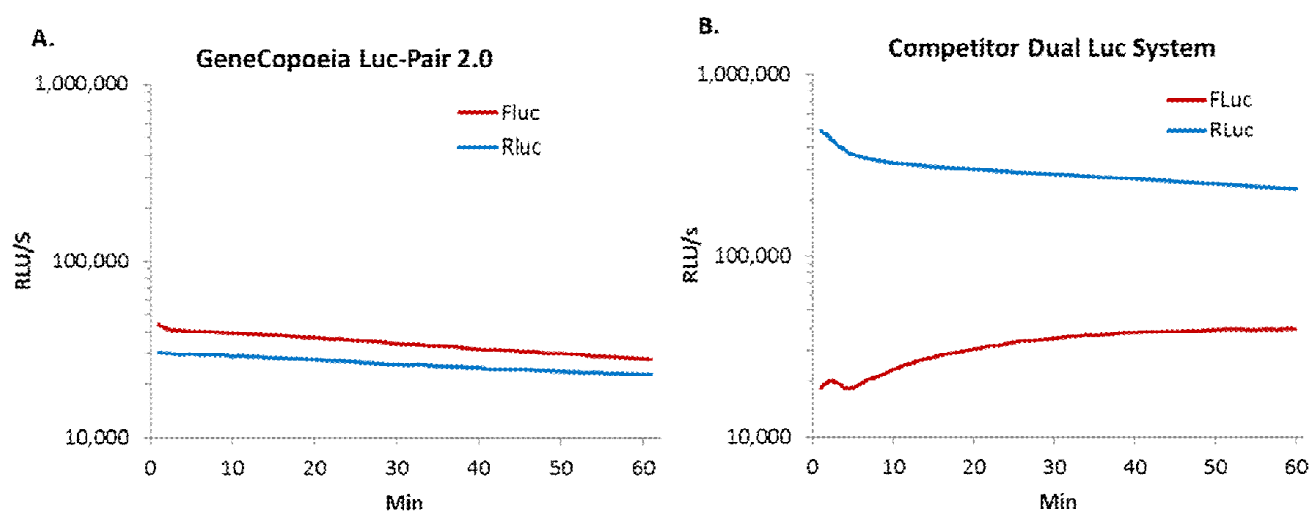 A.
GeneCopoeia Luc-Pair 2.0
1,000,000
100,000
10,000
RLU/S
Fluc
Rluc
0 10 20 30 40 50 60
Min
B.
Competitor Dual Luc System
1,000,000
100,000
10,000
RLU/s
FLuc
RLuc
0 10 20 30 40 50 60
Min